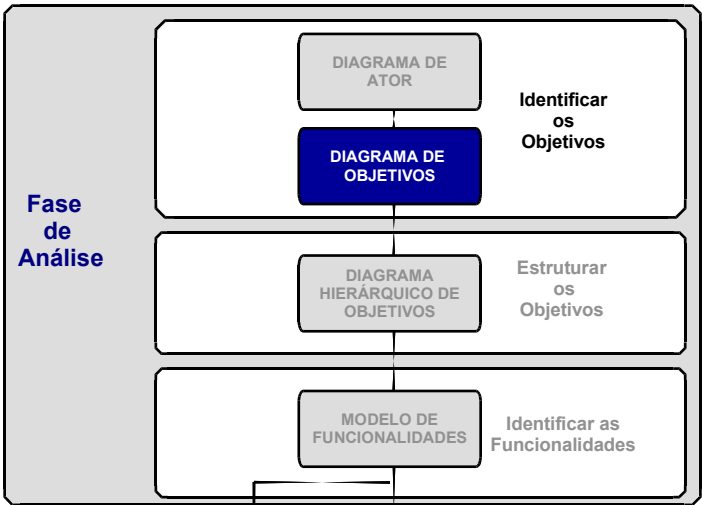 DIAGRAMA DE
ATOR
Identificar
os
Objetivos
DIAGRAMA DE
OBJETIVOS
Fase
de
Análise
DIAGRAMA
HIERÁRQUICO DE
OBJETIVOS
Estruturar
os
Objetivos
MODELO DE
FUNCIONALIDADES
Identificar as
Funcionalidades